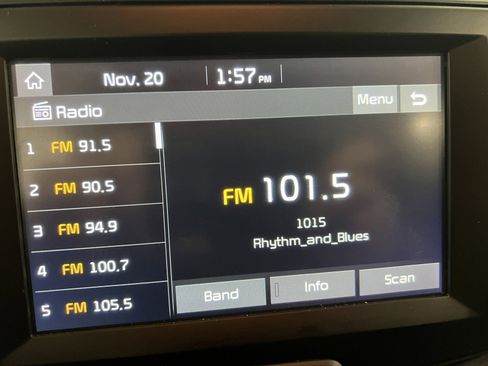 Nov. 20 1:57 PM
Radio Menu
1 FM 91.5
2 FM 90.5
3 FM 94.9
4 FM 100.7
5 FM 105.5
FM 101.5
1015
Rhythm_and_Blues
Band Info Scan